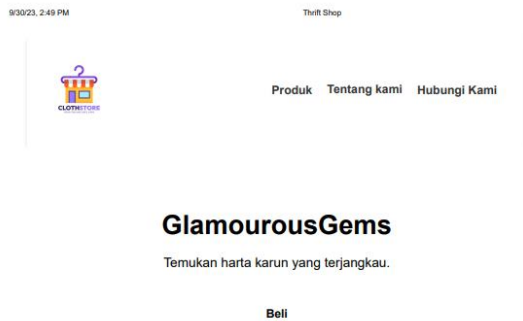 9/30/23, 2:49 PM Thrift Shop
CLOTHSTORE
Produk Tentang kami Hubungi Kami
GlamourousGems
Temukan harta karun yang terjangkau.
Beli